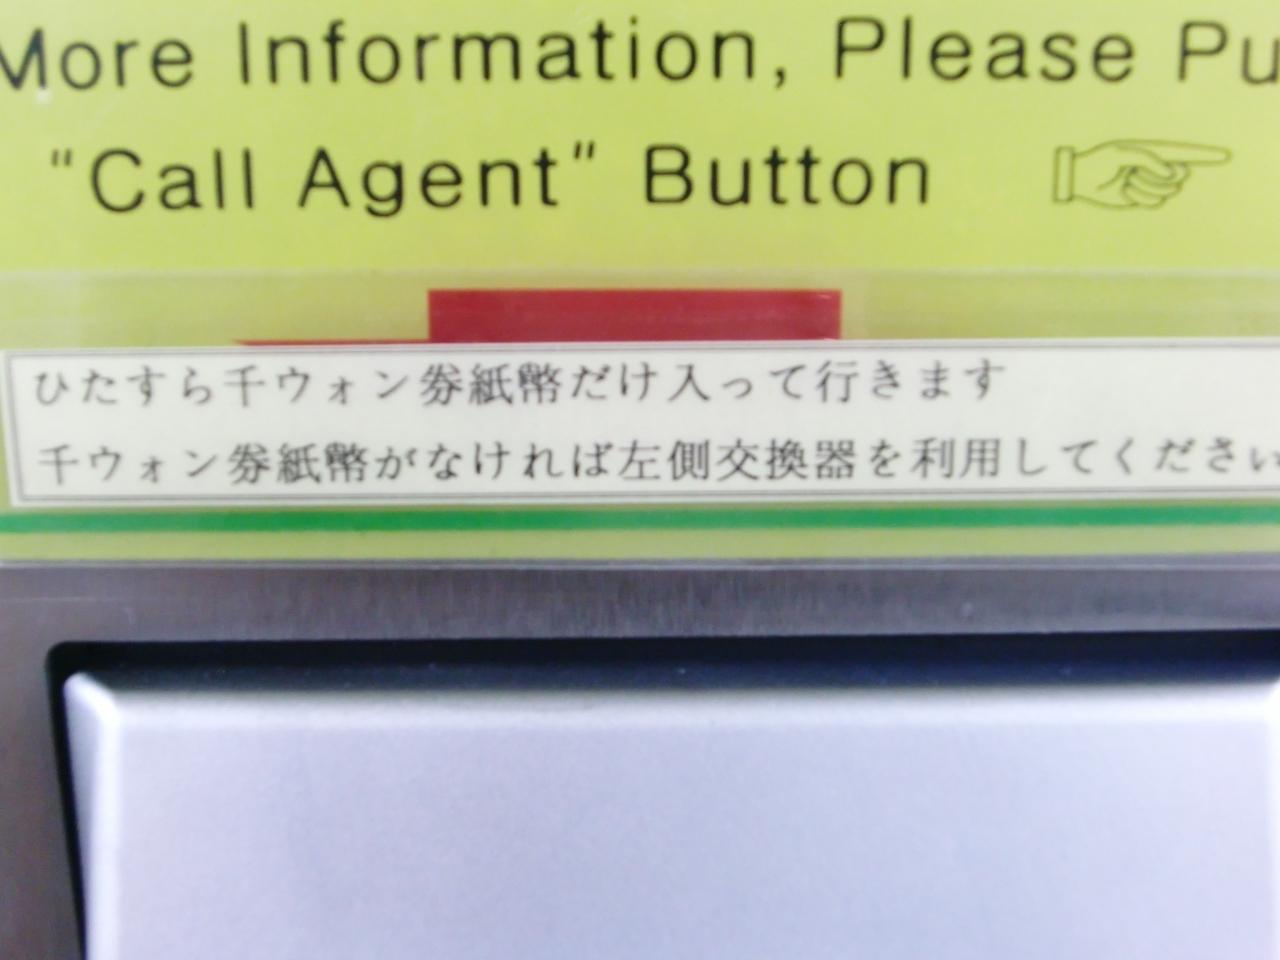 More Information, Please Pu
"Call Agent" Button
ひたすら千ウォン券紙幣だけ入って行きます
千ウォン券紙幣がなければ左側交換器を利用してください